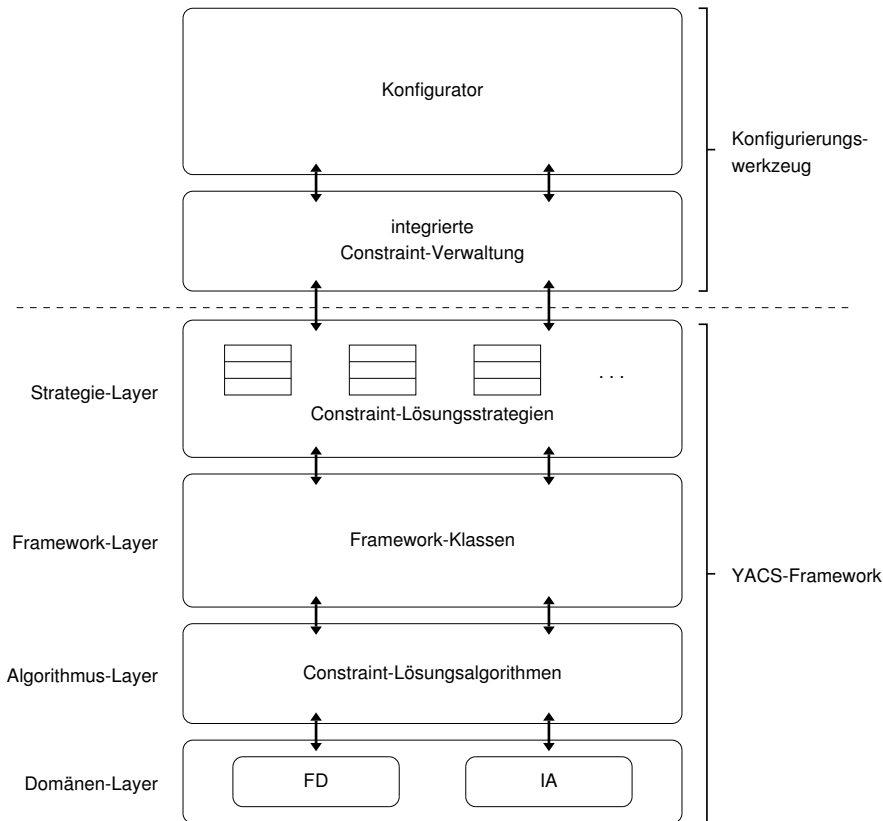 Konfigurator
Konfigurierungs-
werkzeug
integrierte
Constraint-Verwaltung
Strategie-Layer
. . .
Constraint-Lösungsstrategien
Framework-Layer
Framework-Klassen
YACS-Framework
Algorithmus-Layer
Constraint-Lösungsalgorithmen
Domänen-Layer
FD
IA